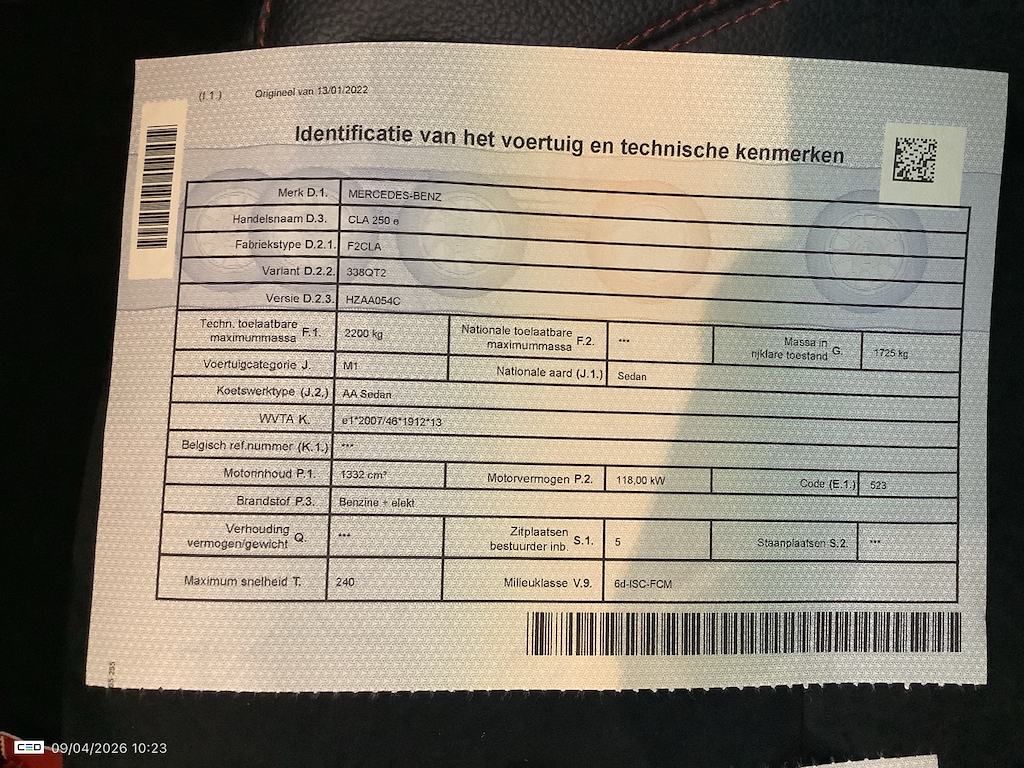 (I.1.) Origineel van 13/01/2022
Identificatie van het voertuig en technische kenmerken
Merk D.1. MERCEDES-BENZ
Handelsnaam D.3. CLA 250 e
Fabriekstype D.2.1. F2CLA
Variant D.2.2. 338QT2
Versie D.2.3. HZAA054C
Techn. toelaatbare maximummassa F.1. 2200 kg Nationale toelaatbare maximummassa F.2. *** Massa in rijklare toestand G. 1725 kg
Voertuigcategorie J. M1 Nationale aard (J.1.) Sedan
Koetswerktype (J.2.) AA Sedan
WVTA K. e1*2007/46*1912*13
Belgisch ref.nummer (K.1.) ***
Motorinhoud P.1. 1332 cm³ Motorvermogen P.2. 118,00 kW Code (E.1.) 523
Brandstof P.3. Benzine + elekt
Verhouding vermogen/gewicht Q. *** Zitplaatsen bestuurder inb. S.1. 5 Staanplaatsen S.2. ***
Maximum snelheid T. 240 Milieuklasse V.9. 6d-ISC-FCM
CEO 09/04/2026 10:23